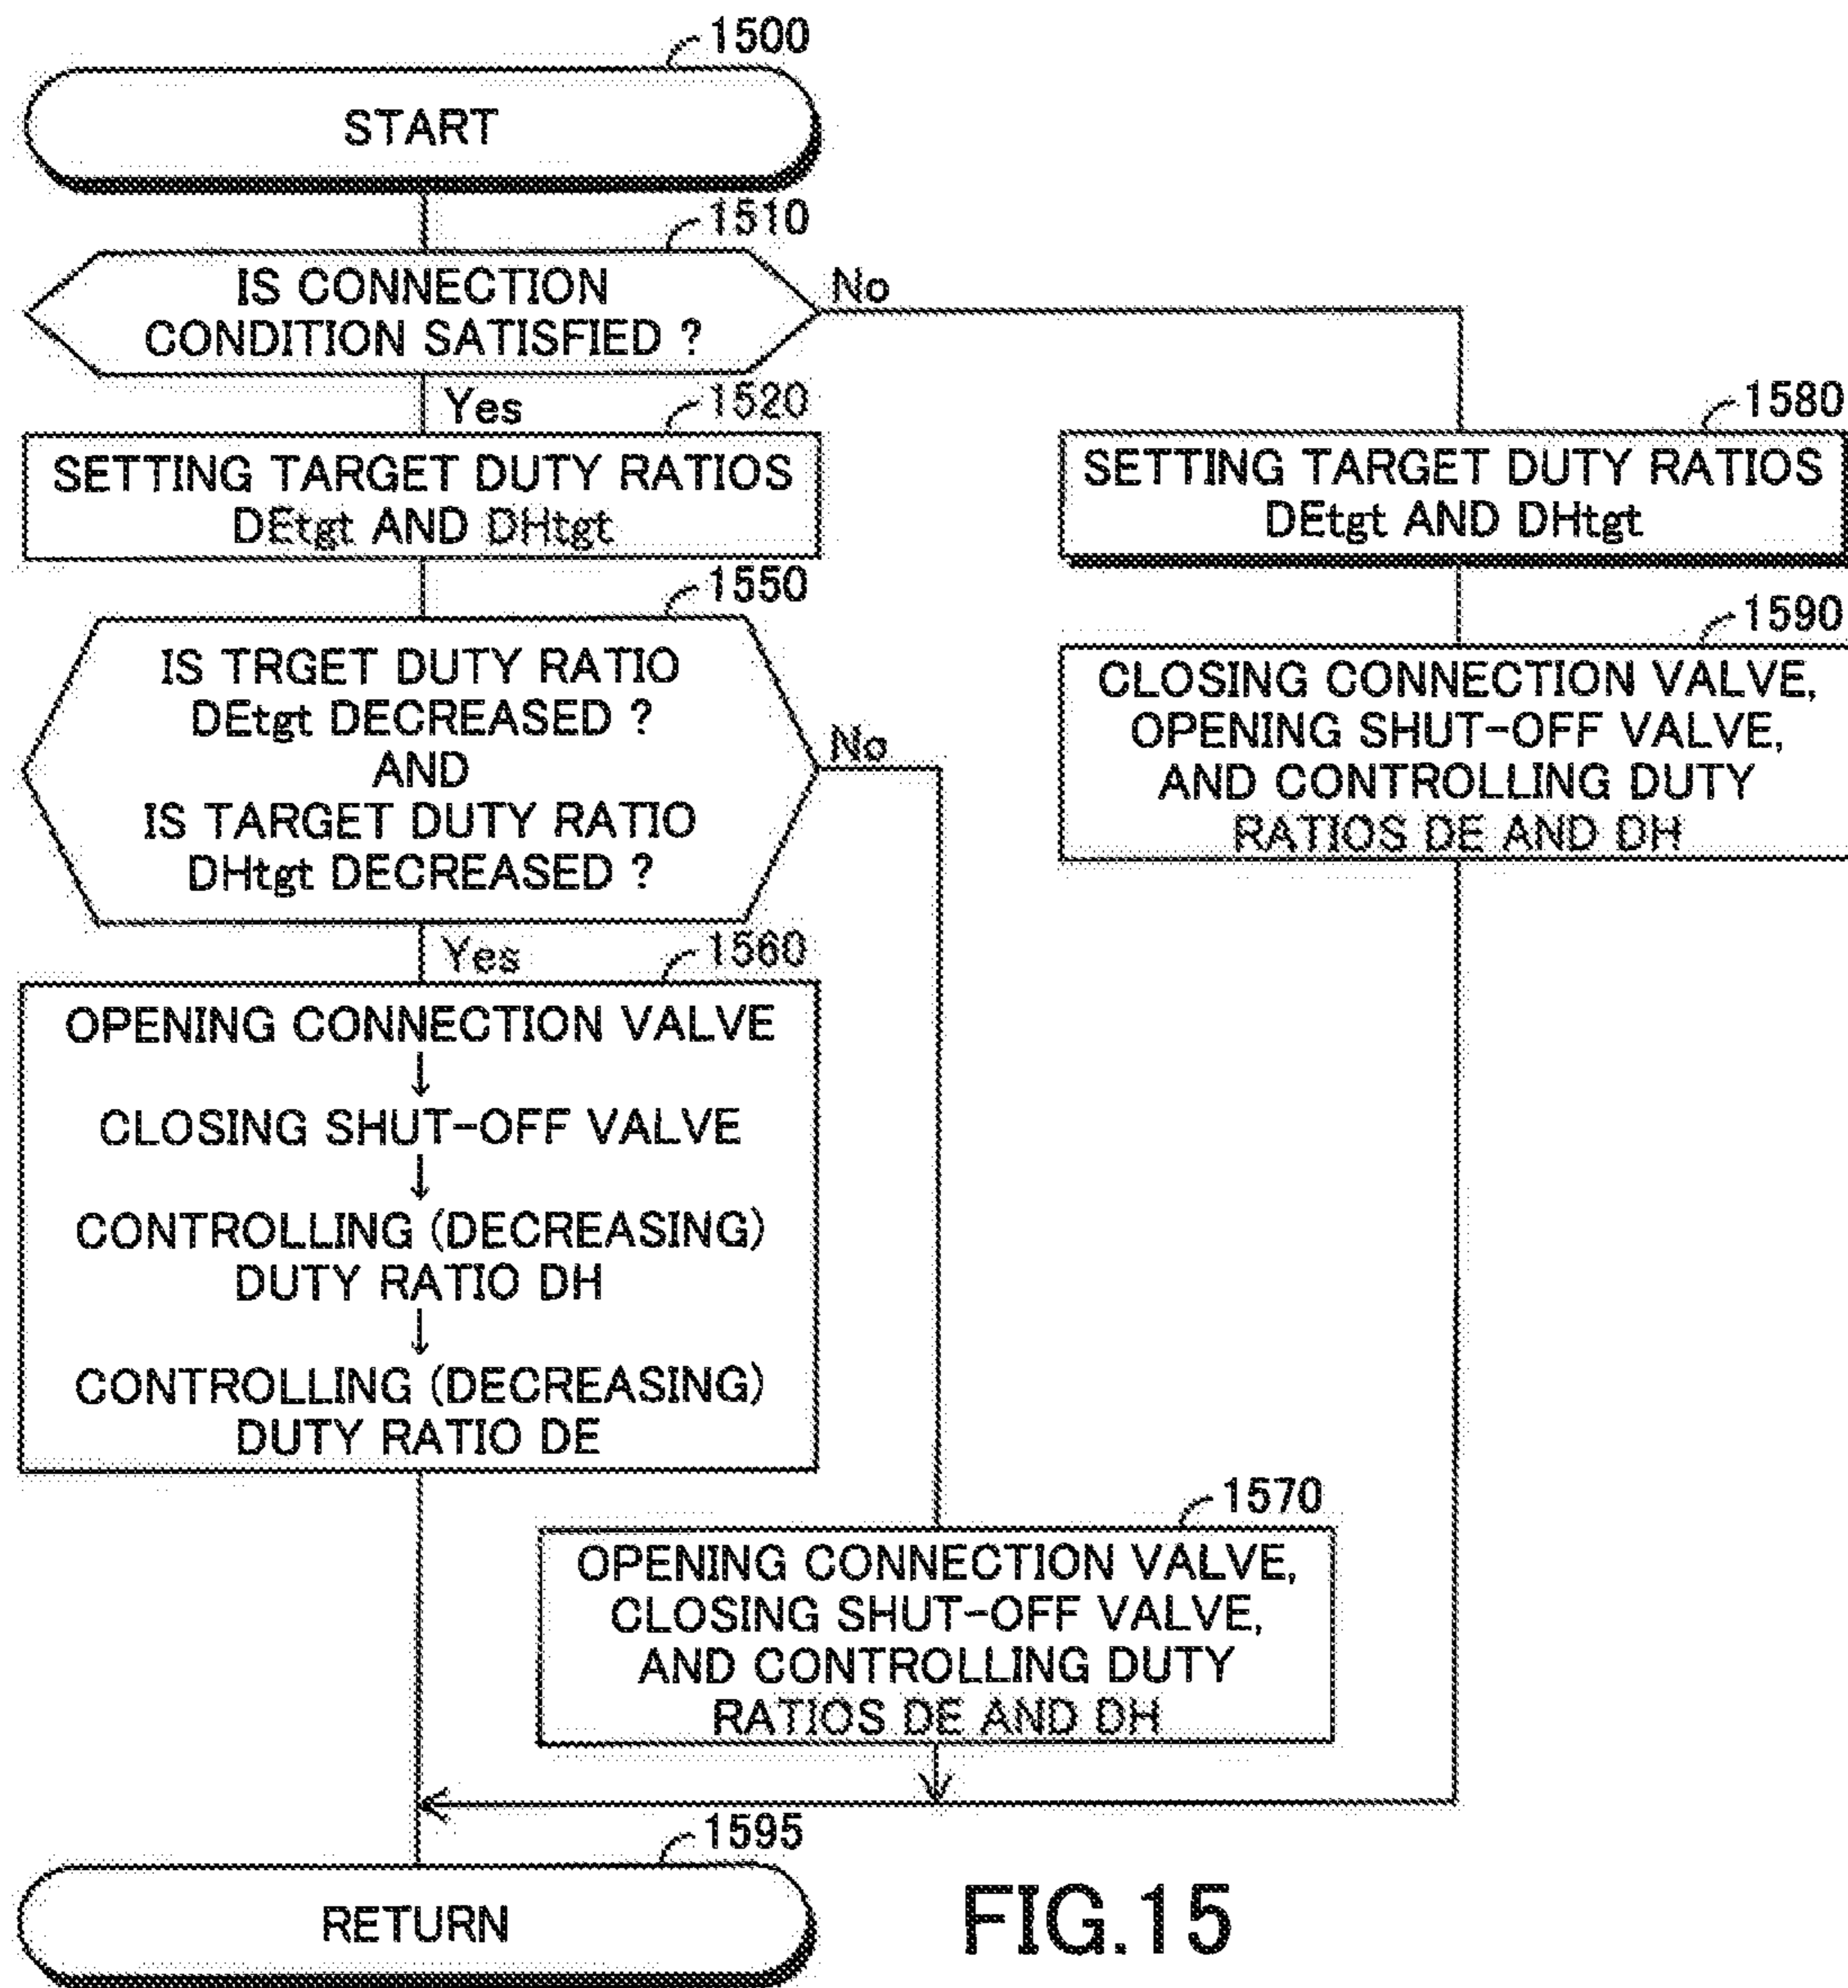 1500
START
1510
IS CONNECTION
CONDITION SATISFIED ?
No
Yes
1520
SETTING TARGET DUTY RATIOS
DEtgt AND DHtgt
1580
SETTING TARGET DUTY RATIOS
DEtgt AND DHtgt
1550
IS TRGET DUTY RATIO
DEtgt DECREASED ?
AND
IS TARGET DUTY RATIO
DHtgt DECREASED ?
No
1590
CLOSING CONNECTION VALVE,
OPENING SHUT-OFF VALVE,
AND CONTROLLING DUTY
RATIOS DE AND DH
Yes
1560
OPENING CONNECTION VALVE
↓
CLOSING SHUT-OFF VALVE
↓
CONTROLLING (DECREASING)
DUTY RATIO DH
↓
CONTROLLING (DECREASING)
DUTY RATIO DE
1570
OPENING CONNECTION VALVE,
CLOSING SHUT-OFF VALVE,
AND CONTROLLING DUTY
RATIOS DE AND DH
1595
RETURN
FIG.15